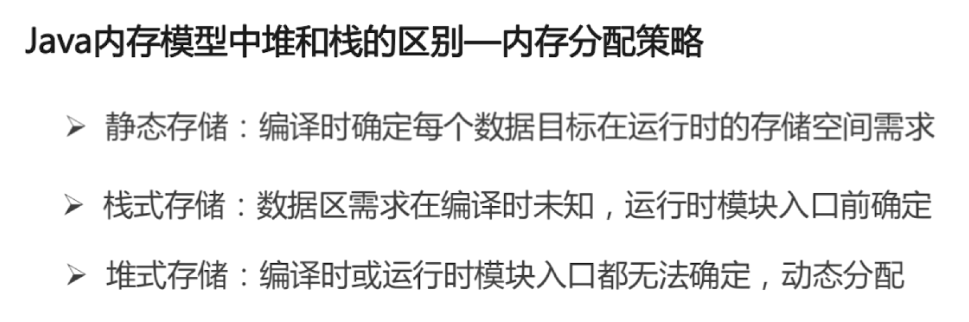 Java内存模型中堆和栈的区别—内存分配策略
➢ 静态存储：编译时确定每个数据目标在运行时的存储空间需求
➢ 栈式存储：数据区需求在编译时未知，运行时模块入口前确定
➢ 堆式存储：编译时或运行时模块入口都无法确定，动态分配